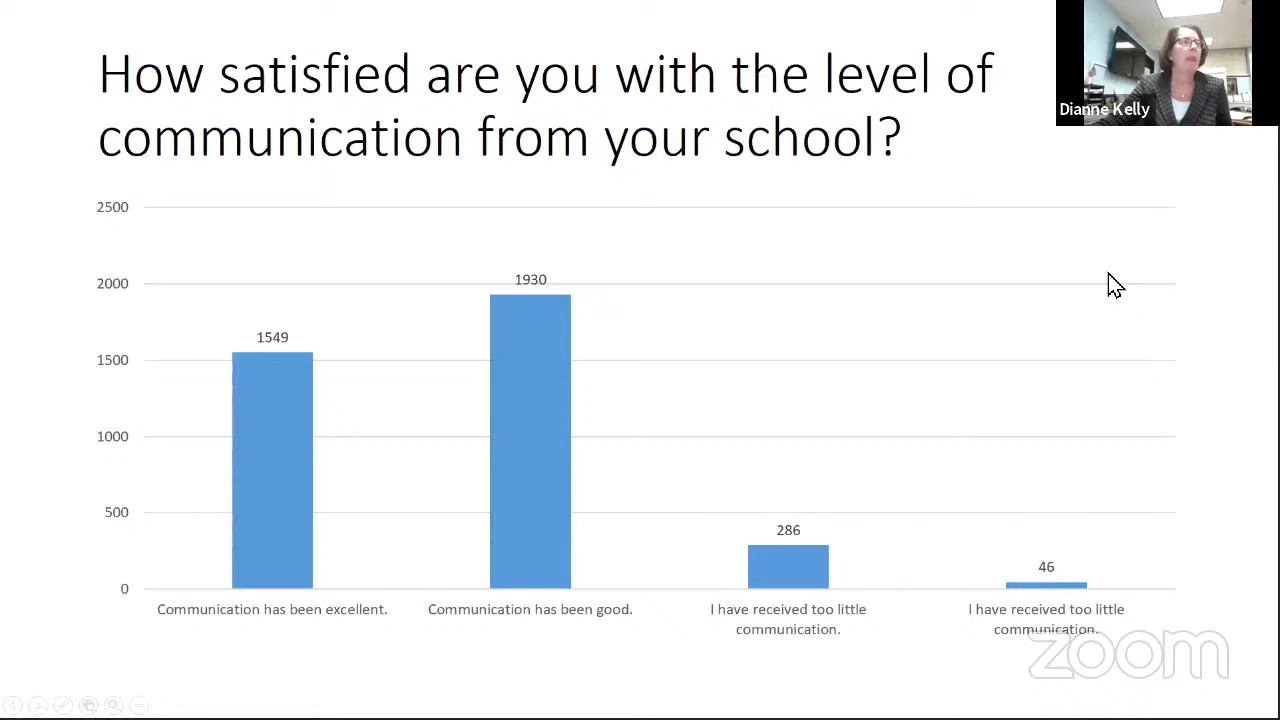 How satisfied are you with the level of
communication from your school?
Dianne Kelly
2500
2000
1500
1000
500
0
1549
1930
286
46
Communication has been excellent.
Communication has been good.
I have received too little
communication.
I have received too little
communication.
zoom